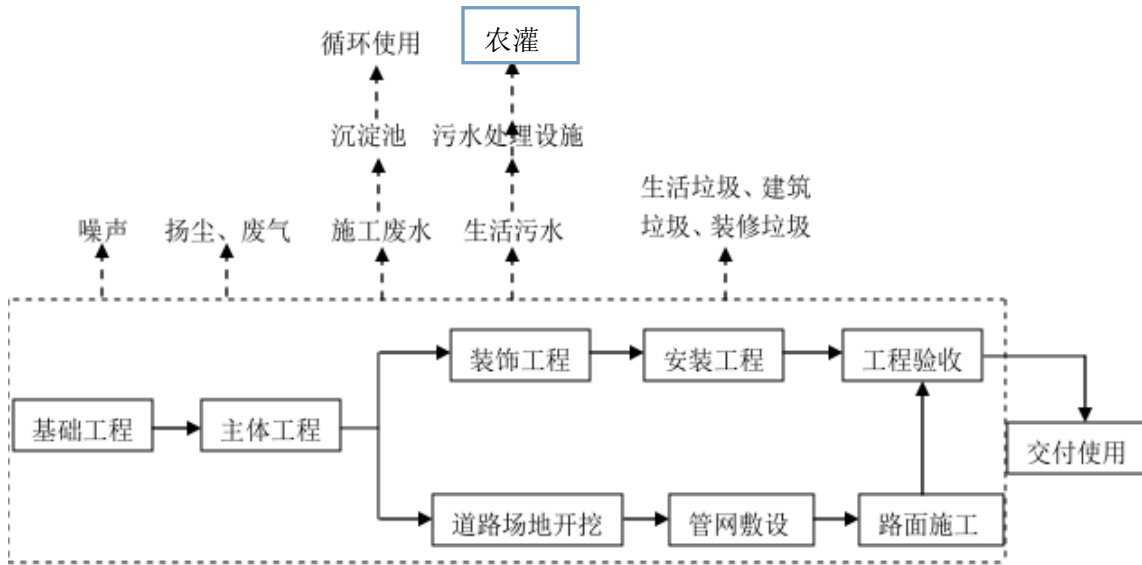 循环使用
农灌
沉淀池
污水处理设施
生活垃圾、建筑
垃圾、装修垃圾
噪声
扬尘、废气
施工废水
生活污水
装饰工程
安装工程
工程验收
基础工程
主体工程
交付使用
道路场地开挖
管网敷设
路面施工